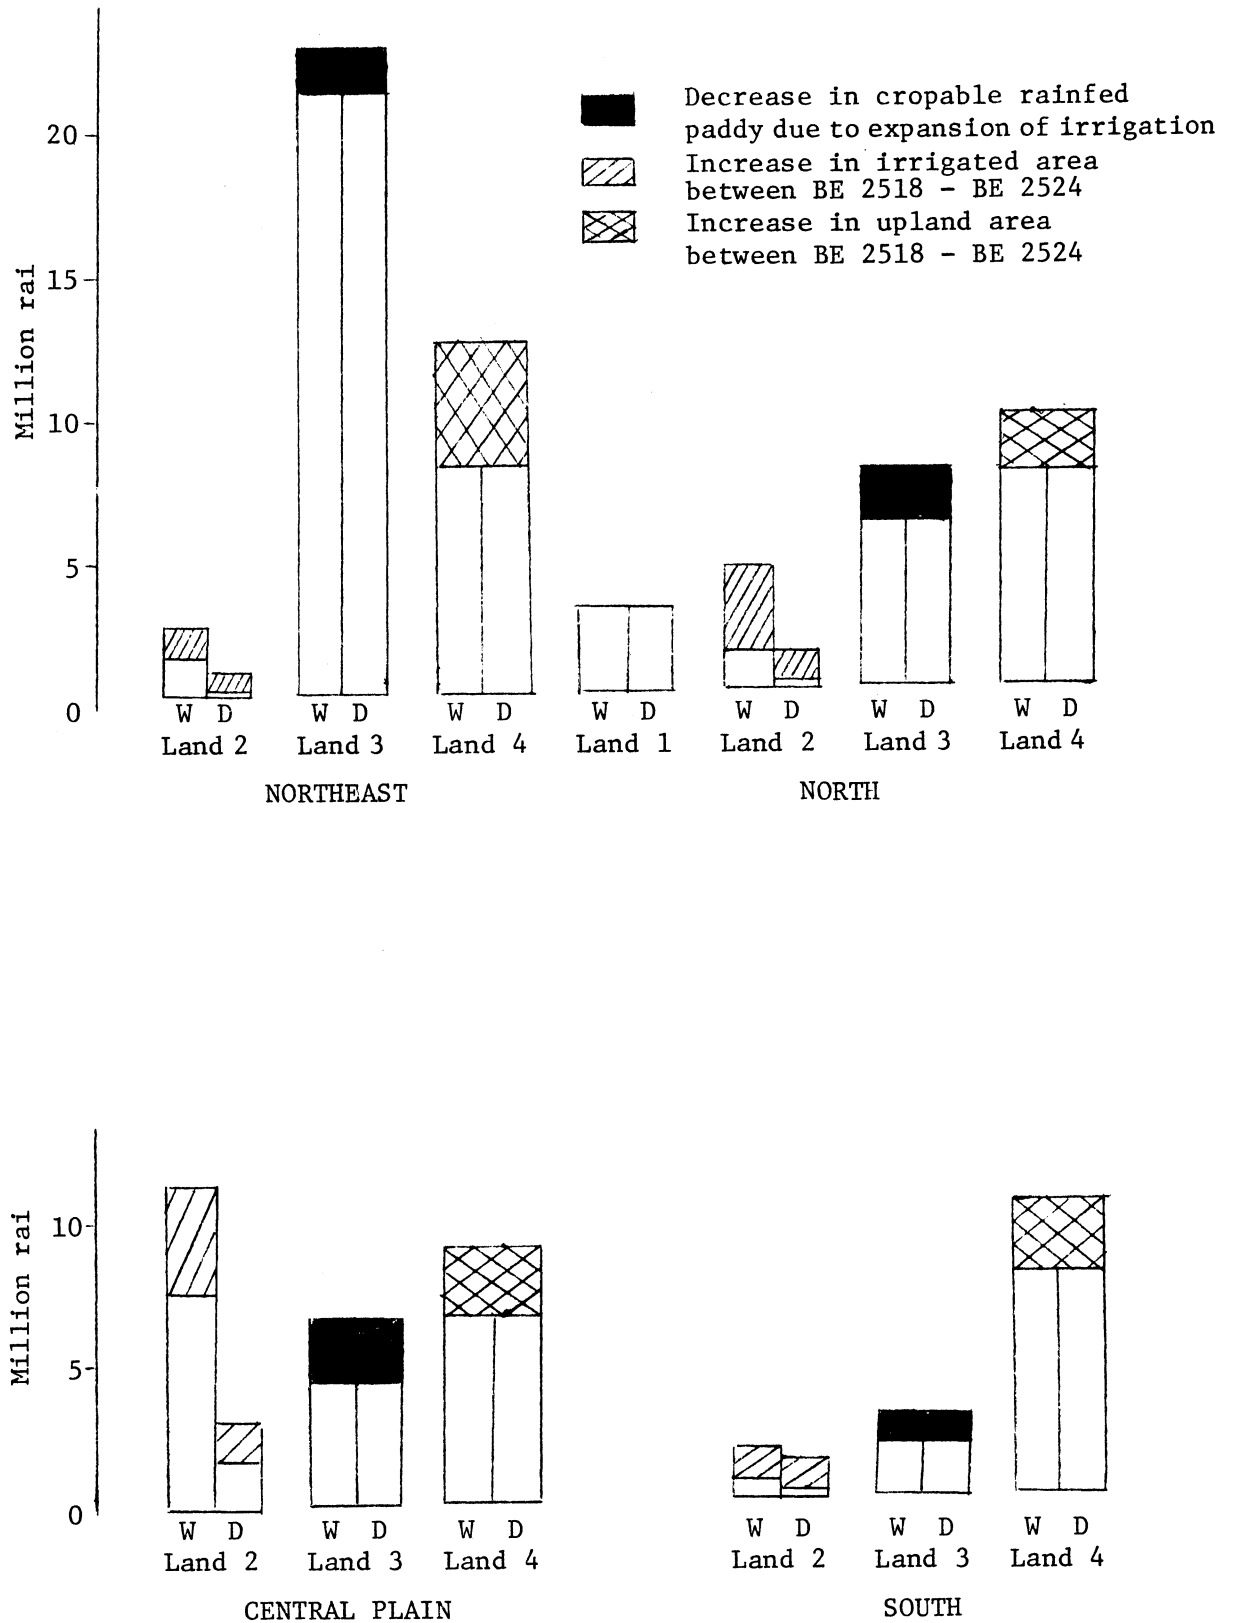 Decrease in cropable rainfed
paddy due to expansion of irrigation
Increase in irrigated area
between BE 2518 - BE 2524
Increase in upland area
between BE 2518 - BE 2524
Million rai
20
15
10
5
0
W D W D W D W D W D W D W D
Land 2 Land 3 Land 4 Land 1 Land 2 Land 3 Land 4
NORTHEAST NORTH
Million rai
10
5
0
W D W D W D W D W D W D
Land 2 Land 3 Land 4 Land 2 Land 3 Land 4
CENTRAL PLAIN SOUTH